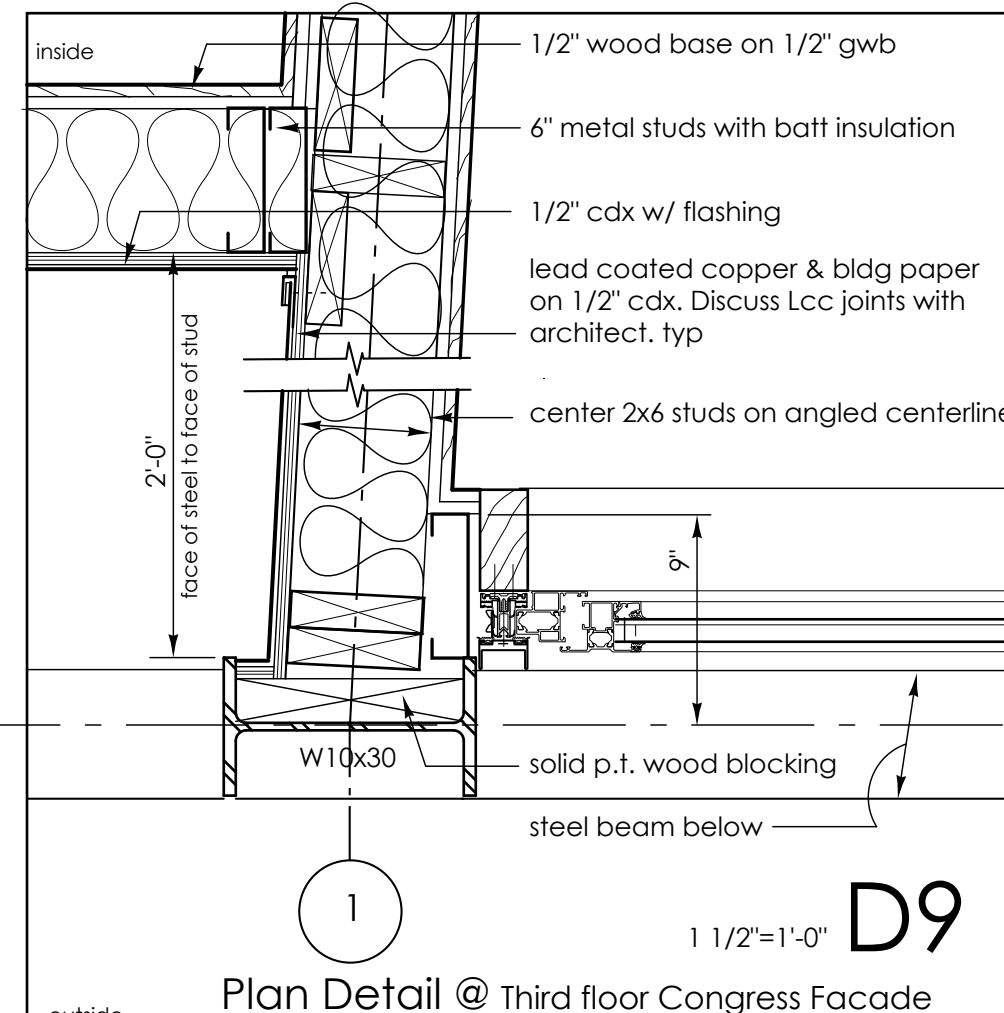 inside
1/2" wood base on 1/2" gwb
6" metal studs with batt insulation
1/2" cdx w/ flashing
lead coated copper & bldg paper
on 1/2" cdx. Discuss Lcc joints with
architect. typ
center 2x6 studs on angled centerline
2'-0"
face of steel to face of stud
9"
W10x30
solid p.t. wood blocking
steel beam below
1
1 1/2"=1'-0" D9
Plan Detail @ Third floor Congress Facade
outside